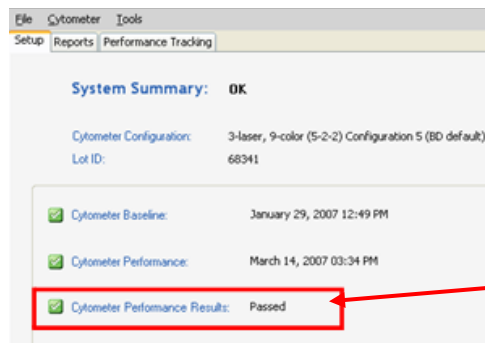 File Cytometer Tools
Setup Reports Performance Tracking
System Summary: OK
Cytometer Configuration: 3-laser, 9-color (5-2-2) Configuration 5 (BD default)
Lot ID: 68341
Cytometer Baseline: January 29, 2007 12:49 PM
Cytometer Performance: March 14, 2007 03:34 PM
Cytometer Performance Results: Passed